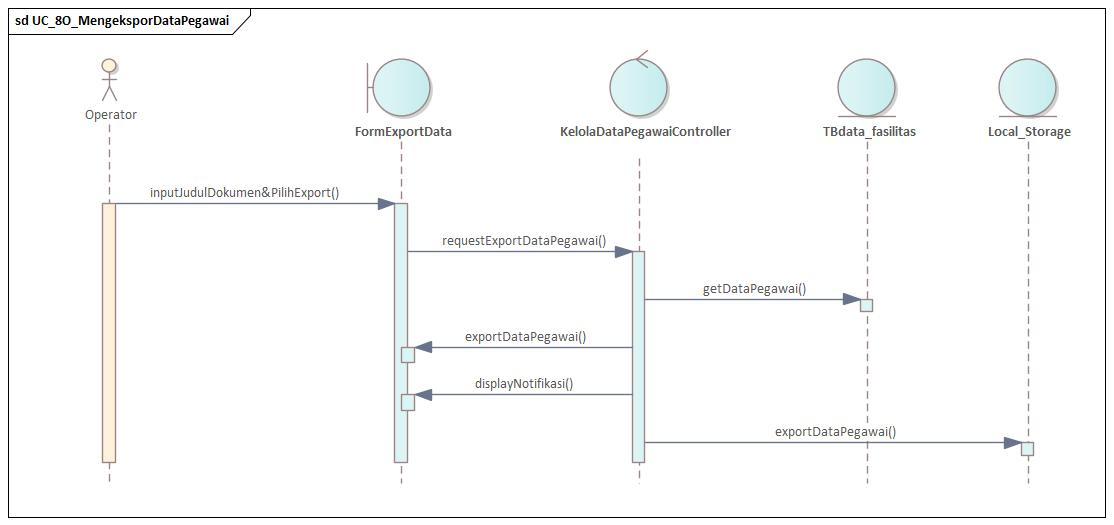 sd UC_8O_MengeksporDataPegawai
Operator
FormExportData
KelolaDataPegawaiController
TBdata_fasilitas
Local_Storage
inputJudulDokumen&PilihExport()
requestExportDataPegawai()
getDataPegawai()
exportDataPegawai()
displayNotifikasi()
exportDataPegawai()